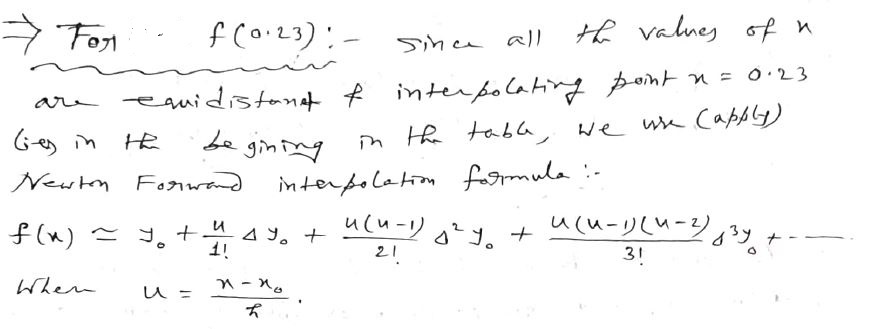 ⇒ For f(0.23):- Since all the values of x
are equidistant & interpolating point x = 0.23
lies in the begining in the table, we use (apply)
Newton Forward interpolation formula :-
f(x) ≃ y₀ + u/1! Δy₀ + u(u-1)/2! Δ²y₀ + u(u-1)(u-2)/3! Δ³y₀ + - - -
When u = x-x₀/h .